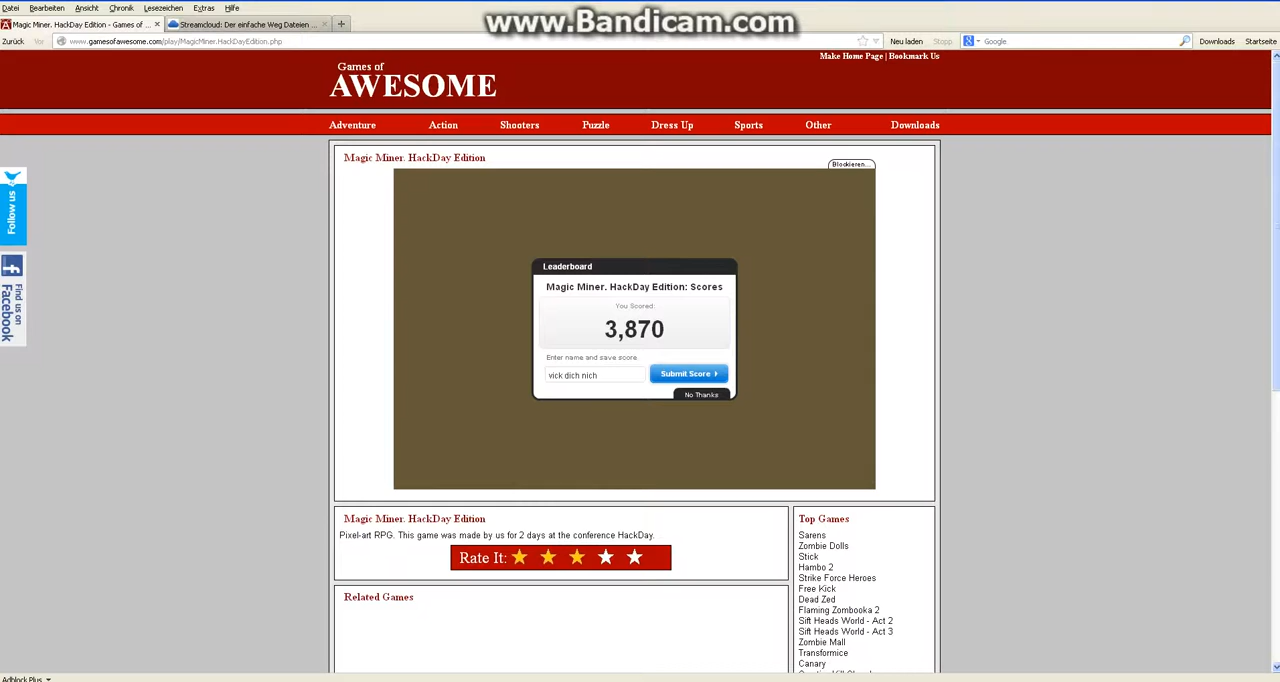 Datei Bearbeiten Ansicht Chronik Lesezeichen Extras Hilfe
www.Bandicam.com
Magic Miner. HackDay Edition - Games of ... × Streamcloud: Der einfache Weg Dateien ... × +
Zurück Vor www.gamesofawesome.com/play/MagicMiner.HackDayEdition.php Neu laden Stopp Google Downloads Startseite
Make Home Page | Bookmark Us
Games of
AWESOME
Adventure Action Shooters Puzzle Dress Up Sports Other Downloads
Magic Miner. HackDay Edition
Blockieren...
Follow us
Find us on
Facebook
Leaderboard
Magic Miner. HackDay Edition: Scores
You Scored:
3,870
Enter name and save score
vick dich nich
Submit Score
No Thanks
Magic Miner. HackDay Edition
Pixel-art RPG. This game was made by us for 2 days at the conference HackDay.
Rate It:
Related Games
Top Games
Sarens
Zombie Dolls
Stick
Hambo 2
Strike Force Heroes
Free Kick
Dead Zed
Flaming Zombooka 2
Sift Heads World - Act 2
Sift Heads World - Act 3
Zombie Mall
Transformice
Canary
Adblock Plus